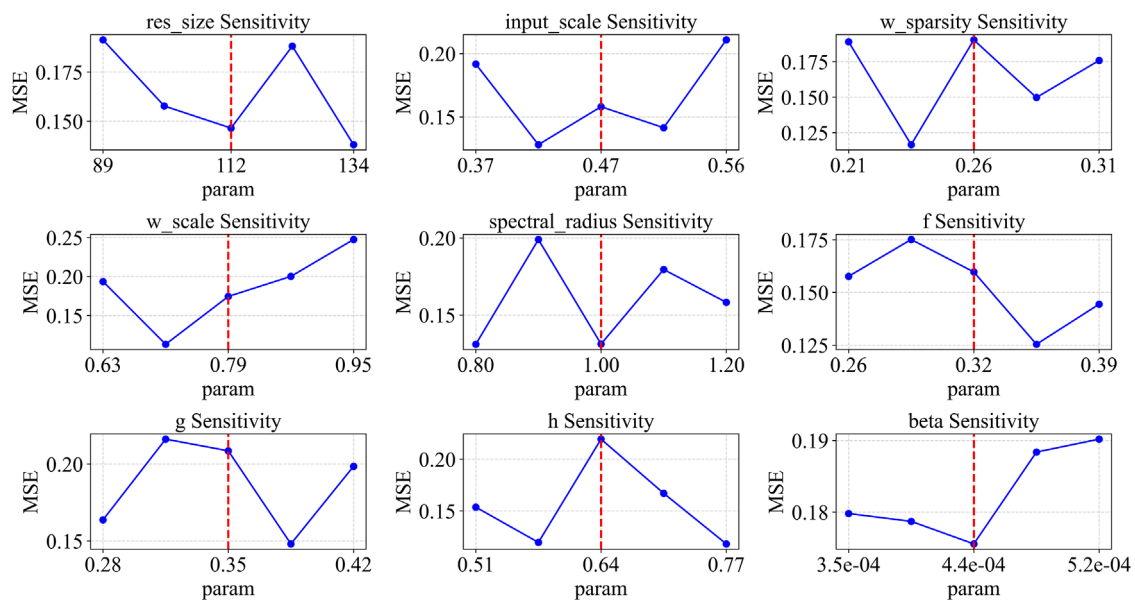 res_size Sensitivity
MSE
0.175
0.150
89 112 134
param
input_scale Sensitivity
MSE
0.20
0.15
0.37 0.47 0.56
param
w_sparsity Sensitivity
MSE
0.175
0.150
0.125
0.21 0.26 0.31
param
w_scale Sensitivity
MSE
0.25
0.20
0.15
0.63 0.79 0.95
param
spectral_radius Sensitivity
MSE
0.20
0.15
0.80 1.00 1.20
param
f Sensitivity
MSE
0.175
0.150
0.125
0.26 0.32 0.39
param
g Sensitivity
MSE
0.20
0.15
0.28 0.35 0.42
param
h Sensitivity
MSE
0.20
0.15
0.51 0.64 0.77
param
beta Sensitivity
MSE
0.19
0.18
3.5e-04 4.4e-04 5.2e-04
param